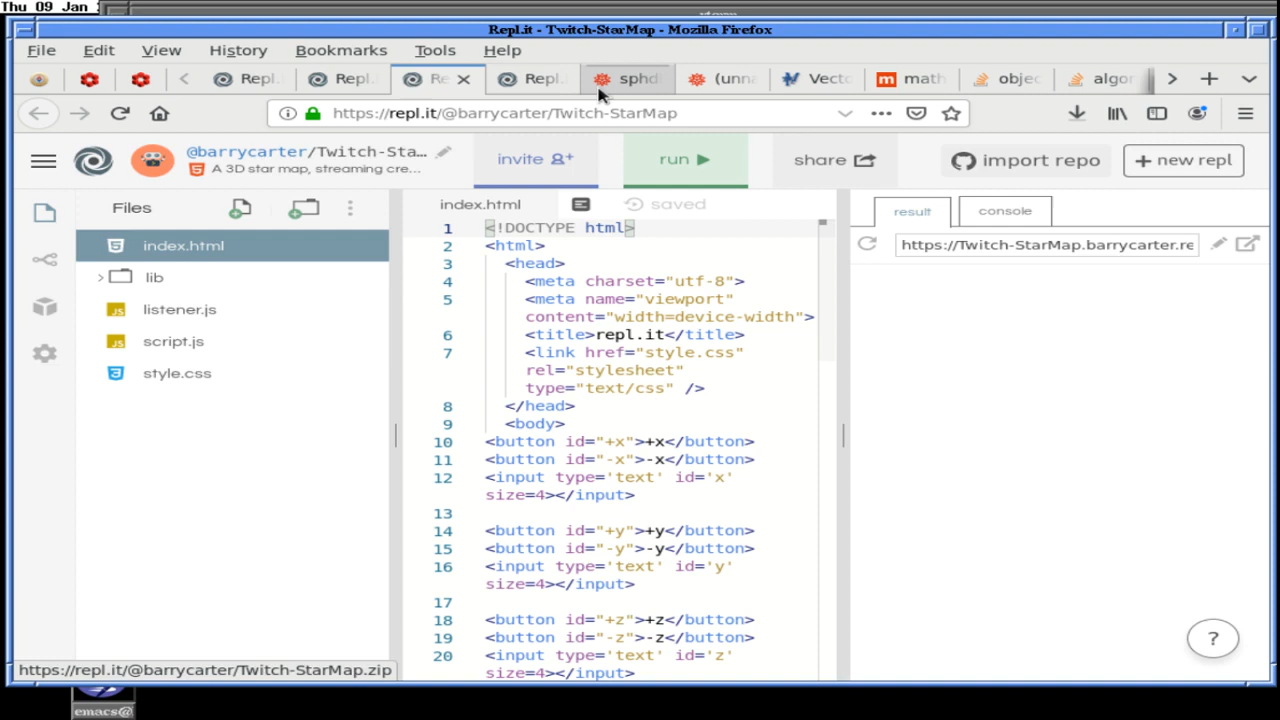 Thu 09 Jan
Repl.it - Twitch-StarMap - Mozilla Firefox
File Edit View History Bookmarks Tools Help
Repl. Repl. Re Repl. sphd (unna Vecto math objec algor
https://repl.it/@barrycarter/Twitch-StarMap
@barrycarter/Twitch-Sta...
A 3D star map, streaming cre...
invite
run
share
import repo
+ new repl
Files
index.html
lib
listener.js
script.js
style.css
index.html
saved
1 <!DOCTYPE html>
2 <html>
3 <head>
4 <meta charset="utf-8">
5 <meta name="viewport"
content="width=device-width">
6 <title>repl.it</title>
7 <link href="style.css"
rel="stylesheet"
type="text/css" />
8 </head>
9 <body>
10 <button id="+x">+x</button>
11 <button id="-x">-x</button>
12 <input type='text' id='x'
size=4></input>
13
14 <button id="+y">+y</button>
15 <button id="-y">-y</button>
16 <input type='text' id='y'
size=4></input>
17
18 <button id="+z">+z</button>
19 <button id="-z">-z</button>
20 <input type='text' id='z'
size=4></input>
result
console
https://Twitch-StarMap.barrycarter.re
?
https://repl.it/@barrycarter/Twitch-StarMap.zip
emacs@